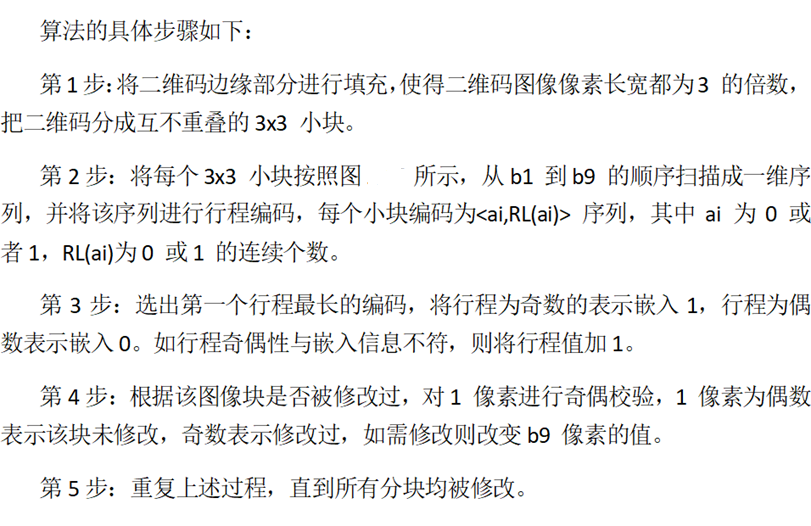 算法的具体步骤如下：
第1步：将二维码边缘部分进行填充，使得二维码图像像素长宽都为3 的倍数，
把二维码分成互不重叠的3x3 小块。
第2步：将每个3x3 小块按照图 所示，从 b1 到 b9 的顺序扫描成一维序
列，并将该序列进行行程编码，每个小块编码为<ai,RL(ai)> 序列，其中 ai 为 0 或
者1，RL(ai)为0 或1 的连续个数。
第 3 步：选出第一个行程最长的编码，将行程为奇数的表示嵌入 1，行程为偶
数表示嵌入0。如行程奇偶性与嵌入信息不符，则将行程值加1。
第4步：根据该图像块是否被修改过，对1 像素进行奇偶校验，1 像素为偶数
表示该块未修改，奇数表示修改过，如需修改则改变b9 像素的值。
第5步：重复上述过程，直到所有分块均被修改。